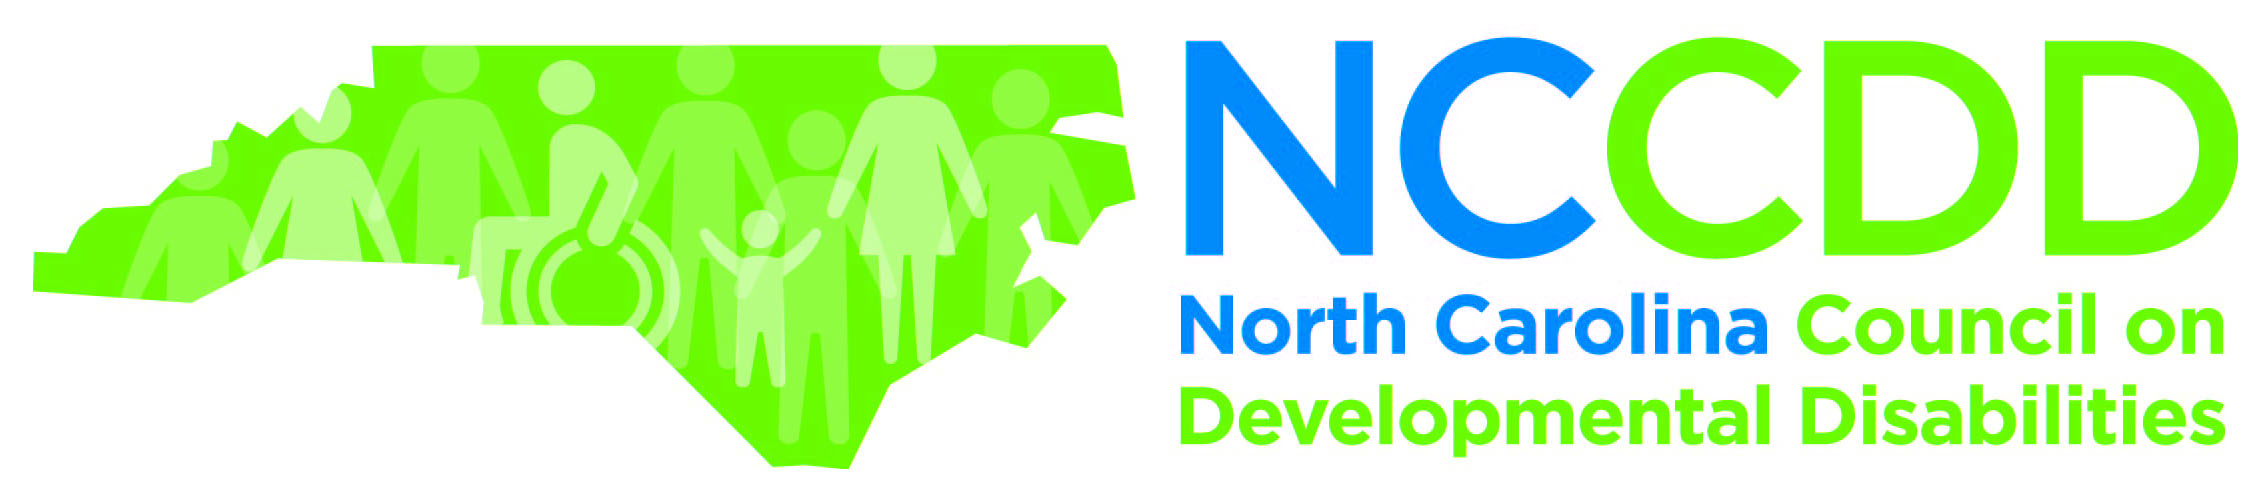 NCCDD
North Carolina Council on
Developmental Disabilities